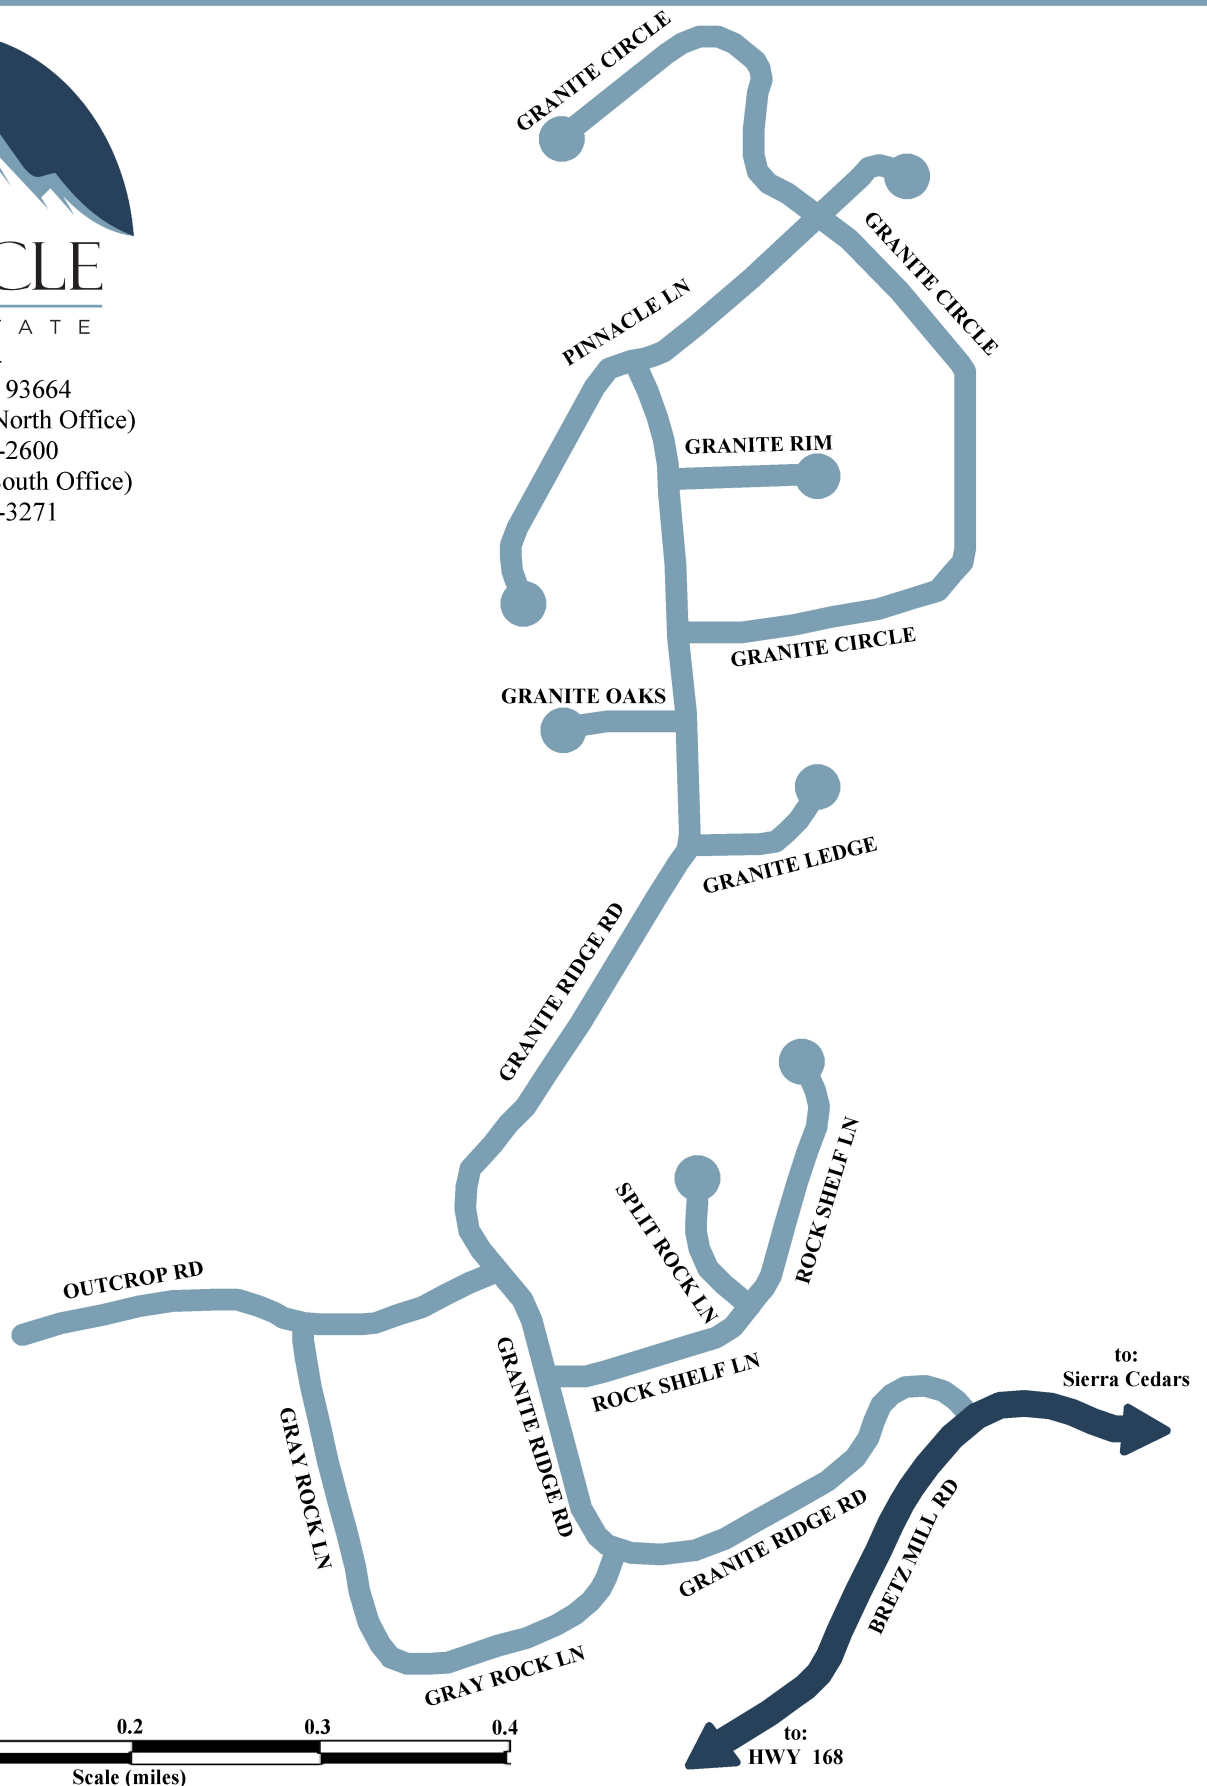 GRANITE CIRCLE
CLE
TATE
93664
North Office)
-2600
South Office)
-3271
GRANITE CIRCLE
PINNACLE LN
GRANITE RIM
GRANITE CIRCLE
GRANITE OAKS
GRANITE LEDGE
GRANITE RIDGE RD
ROCK SHELF LN
SPLIT ROCK LN
OUTCROP RD
GRANITE RIDGE RD
ROCK SHELF LN
to:
Sierra Cedars
GRAY ROCK LN
GRANITE RIDGE RD
BRETZ MILL RD
GRAY ROCK LN
0.2 0.3 0.4
Scale (miles)
to:
HWY 168